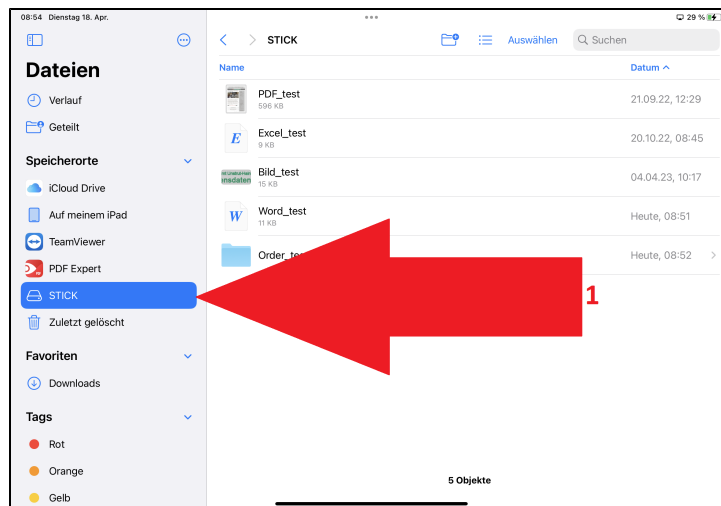 08:54 Dienstag 18. Apr.
29 %
Dateien
Verlauf
Geteilt
Speicherorte
iCloud Drive
Auf meinem iPad
TeamViewer
PDF Expert
STICK
Zuletzt gelöscht
Favoriten
Downloads
Tags
Rot
Orange
Gelb
STICK
Auswählen
Suchen
Name
Datum
PDF_test
596 KB
21.09.22, 12:29
E
Excel_test
9 KB
20.10.22, 08:45
Bild_test
15 KB
04.04.23, 10:17
W
Word_test
11 KB
Heute, 08:51
Heute, 08:52
1
5 Objekte